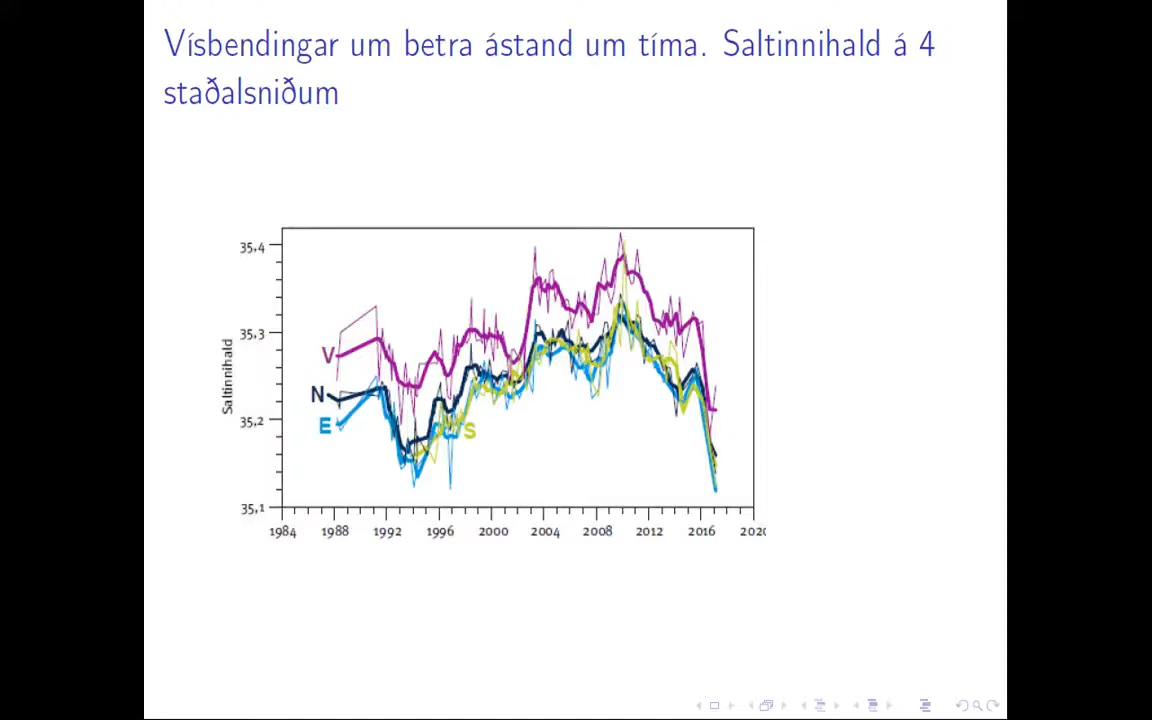 Vísbendingar um betra ástand um tíma. Saltinnihald á 4
staðalsniðum
35,4
35,3
35,2
35,1
Saltinnihald
V
N
E
S
1984 1988 1992 1996 2000 2004 2008 2012 2016 2020